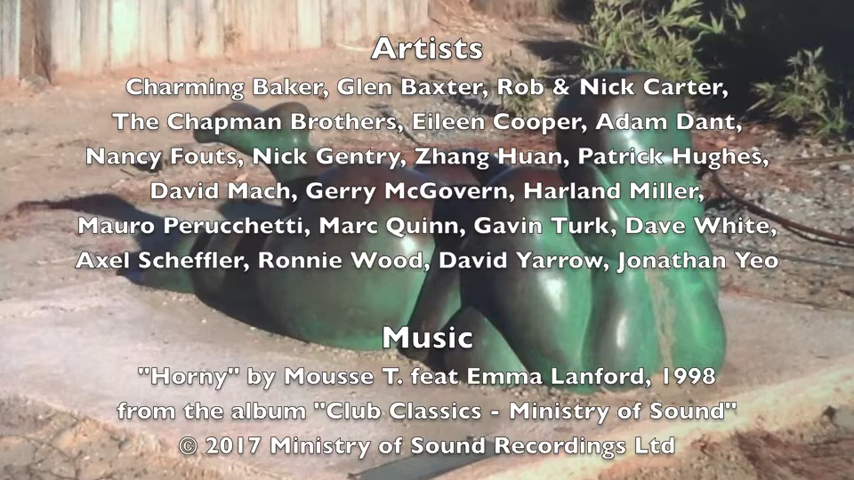 Artists
Charming Baker, Glen Baxter, Rob & Nick Carter,
The Chapman Brothers, Eileen Cooper, Adam Dant,
Nancy Fouts, Nick Gentry, Zhang Huan, Patrick Hughes,
David Mach, Gerry McGovern, Harland Miller,
Mauro Perucchetti, Marc Quinn, Gavin Turk, Dave White,
Axel Scheffler, Ronnie Wood, David Yarrow, Jonathan Yeo
Music
"Horny" by Mousse T. feat Emma Lanford, 1998
from the album "Club Classics - Ministry of Sound"
© 2017 Ministry of Sound Recordings Ltd